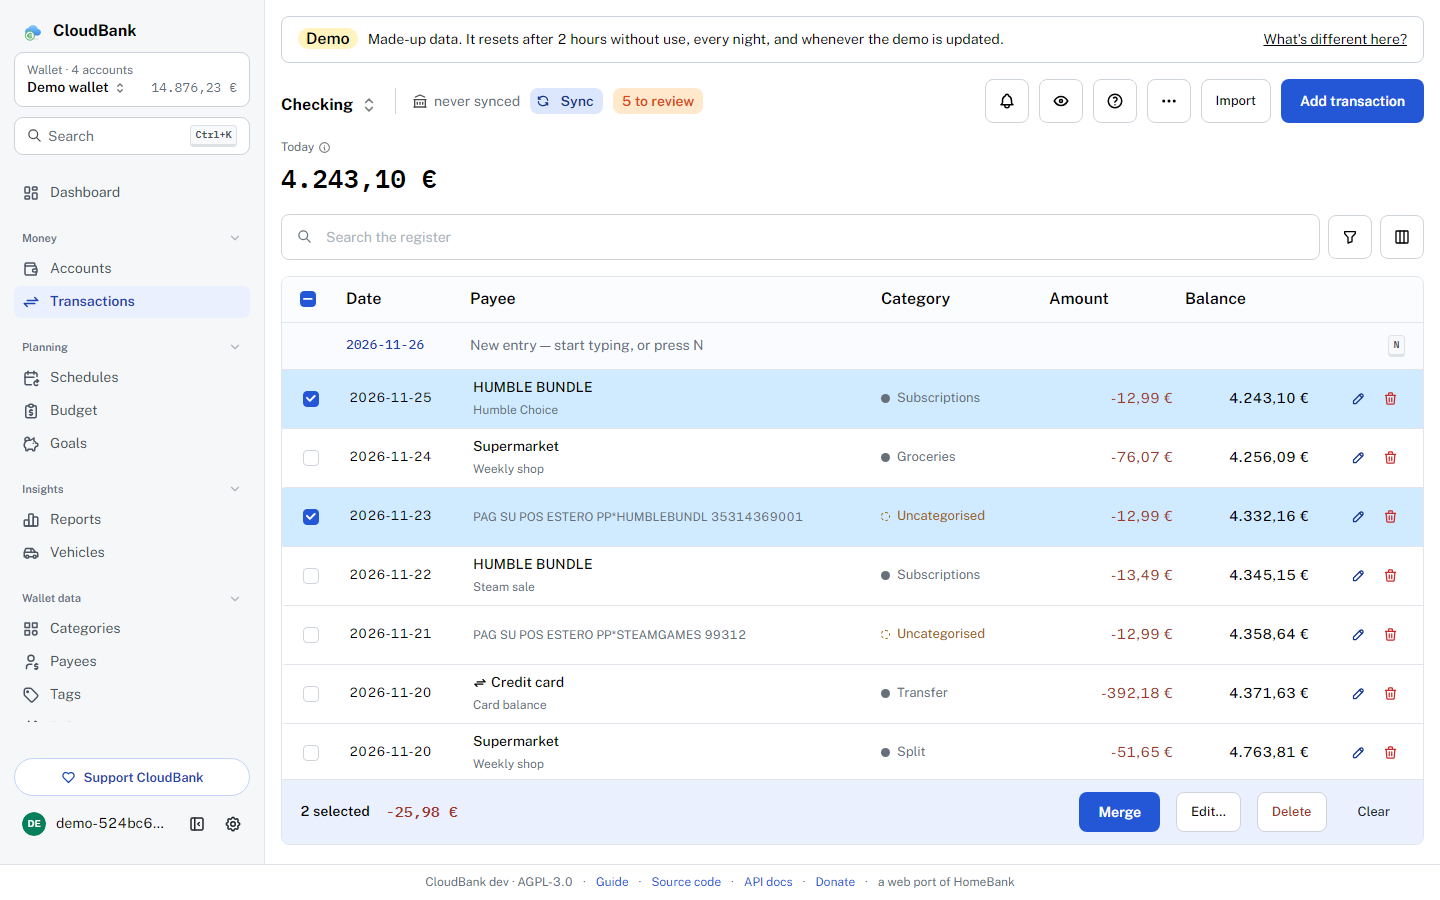 CloudBank
Wallet · 4 accounts
Demo wallet 14.876,23 €
Search Ctrl+K
Dashboard
Money
Accounts
Transactions
Planning
Schedules
Budget
Goals
Insights
Reports
Vehicles
Wallet data
Categories
Payees
Tags
Support CloudBank
DE demo-524bc6...
Demo Made-up data. It resets after 2 hours without use, every night, and whenever the demo is updated. What's different here?
Checking never synced Sync 5 to review Import Add transaction
Today
4.243,10 €
Search the register
Date Payee Category Amount Balance
2026-11-26 New entry — start typing, or press N N
2026-11-25 HUMBLE BUNDLE Subscriptions -12,99 € 4.243,10 €
Humble Choice
2026-11-24 Supermarket Groceries -76,07 € 4.256,09 €
Weekly shop
2026-11-23 PAG SU POS ESTERO PP*HUMBLEBUNDL 35314369001 Uncategorised -12,99 € 4.332,16 €
2026-11-22 HUMBLE BUNDLE Subscriptions -13,49 € 4.345,15 €
Steam sale
2026-11-21 PAG SU POS ESTERO PP*STEAMGAMES 99312 Uncategorised -12,99 € 4.358,64 €
2026-11-20 Credit card Transfer -392,18 € 4.371,63 €
Card balance
2026-11-20 Supermarket Split -51,65 € 4.763,81 €
Weekly shop
2 selected -25,98 € Merge Edit... Delete Clear
CloudBank dev · AGPL-3.0 · Guide · Source code · API docs · Donate · a web port of HomeBank